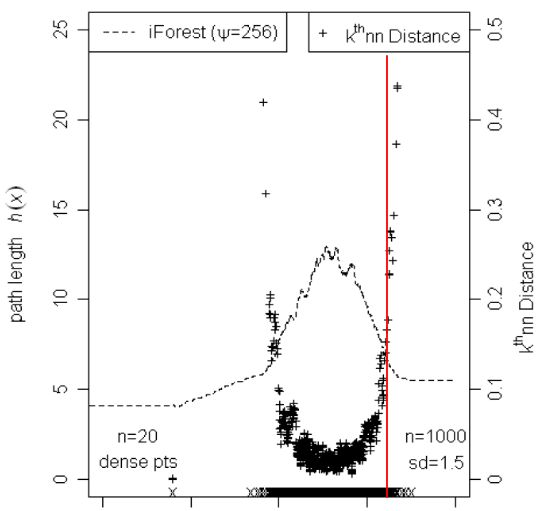 iForest (ψ=256)
kthnn Distance
path length h(x)
25
20
15
10
5
0
0.5
0.4
0.3
0.2
0.1
0
kthnn Distance
n=20
dense pts
n=1000
sd=1.5